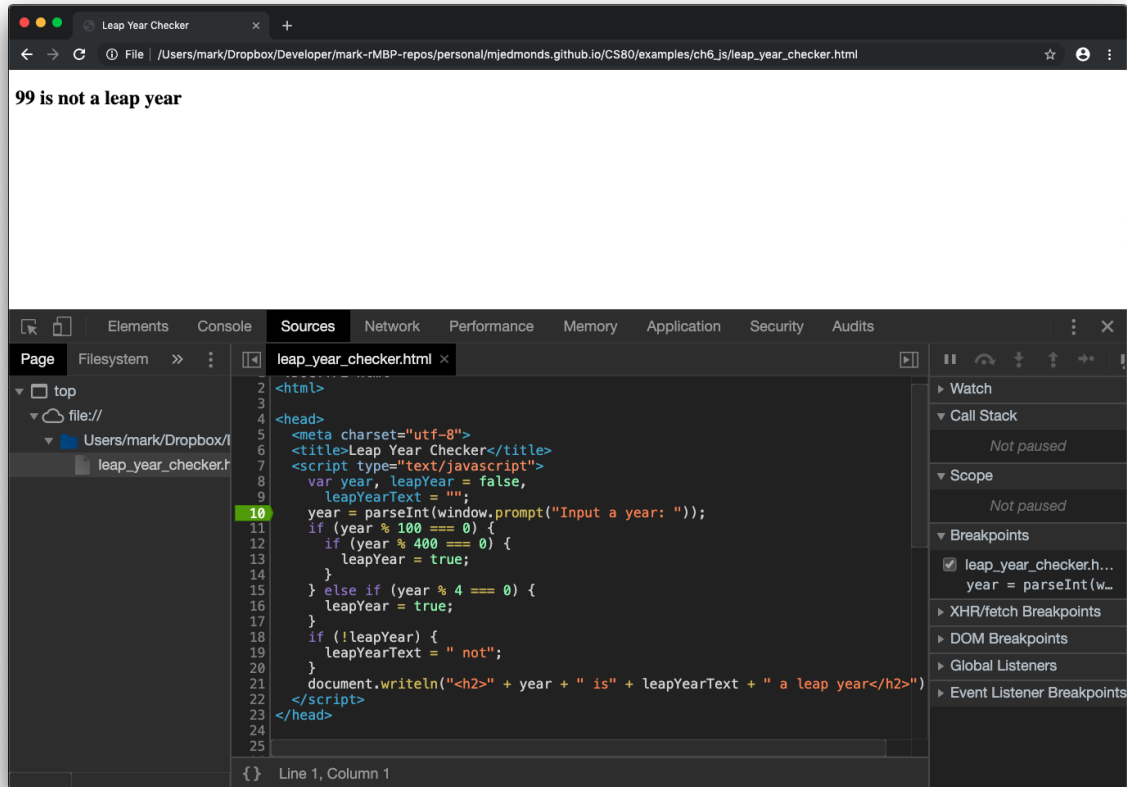 Leap Year Checker
File | /Users/mark/Dropbox/Developer/mark-rMBP-repos/personal/mjedmonds.github.io/CS80/examples/ch6_js/leap_year_checker.html
99 is not a leap year
Elements Console Sources Network Performance Memory Application Security Audits
Page Filesystem » leap_year_checker.html
top
file://
Users/mark/Dropbox/
leap_year_checker.h
2 <html>
3
4 <head>
5 <meta charset="utf-8">
6 <title>Leap Year Checker</title>
7 <script type="text/javascript">
8 var year, leapYear = false,
9 leapYearText = "";
10 year = parseInt(window.prompt("Input a year: "));
11 if (year % 100 === 0) {
12 if (year % 400 === 0) {
13 leapYear = true;
14 }
15 } else if (year % 4 === 0) {
16 leapYear = true;
17 }
18 if (!leapYear) {
19 leapYearText = " not";
20 }
21 document.writeln("<h2>" + year + " is" + leapYearText + " a leap year</h2>")
22 </script>
23 </head>
24
25
{} Line 1, Column 1
Watch
Call Stack
Not paused
Scope
Not paused
Breakpoints
leap_year_checker.h...
year = parseInt(w...
XHR/fetch Breakpoints
DOM Breakpoints
Global Listeners
Event Listener Breakpoints